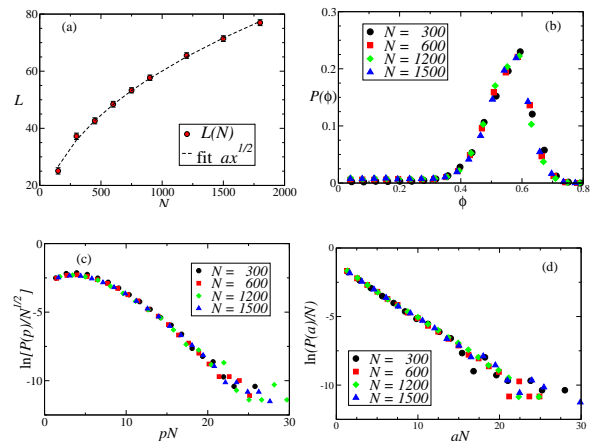 (a)
80
60
40
20
L
0
500
1000
1500
2000
N
L(N)
fit ax^1/2
(b)
0.3
0.2
0.1
0
P(ϕ)
0
0.2
0.4
0.6
0.8
ϕ
N = 300
N = 600
N = 1200
N = 1500
(c)
0
-5
-10
ln[P(p)/N^1/2]
0
10
20
30
pN
N = 300
N = 600
N = 1200
N = 1500
(d)
0
-5
-10
ln(P(a)/N)
0
10
20
30
aN
N = 300
N = 600
N = 1200
N = 1500